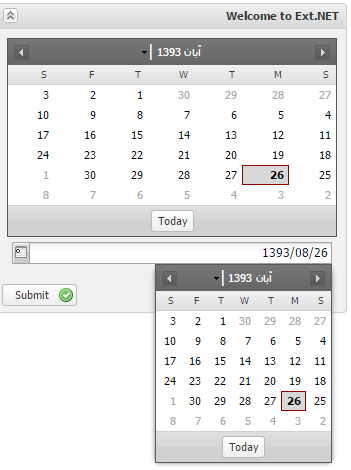 Welcome to Ext.NET
آبان 1393
S F T W T M S
3 2 1 30 29 28 27
10 9 8 7 6 5 4
17 16 15 14 13 12 11
24 23 22 21 20 19 18
1 30 29 28 27 26 25
8 7 6 5 4 3 2
Today
1393/08/26
Submit
آبان 1393
S F T W T M S
3 2 1 30 29 28 27
10 9 8 7 6 5 4
17 16 15 14 13 12 11
24 23 22 21 20 19 18
1 30 29 28 27 26 25
8 7 6 5 4 3 2
Today